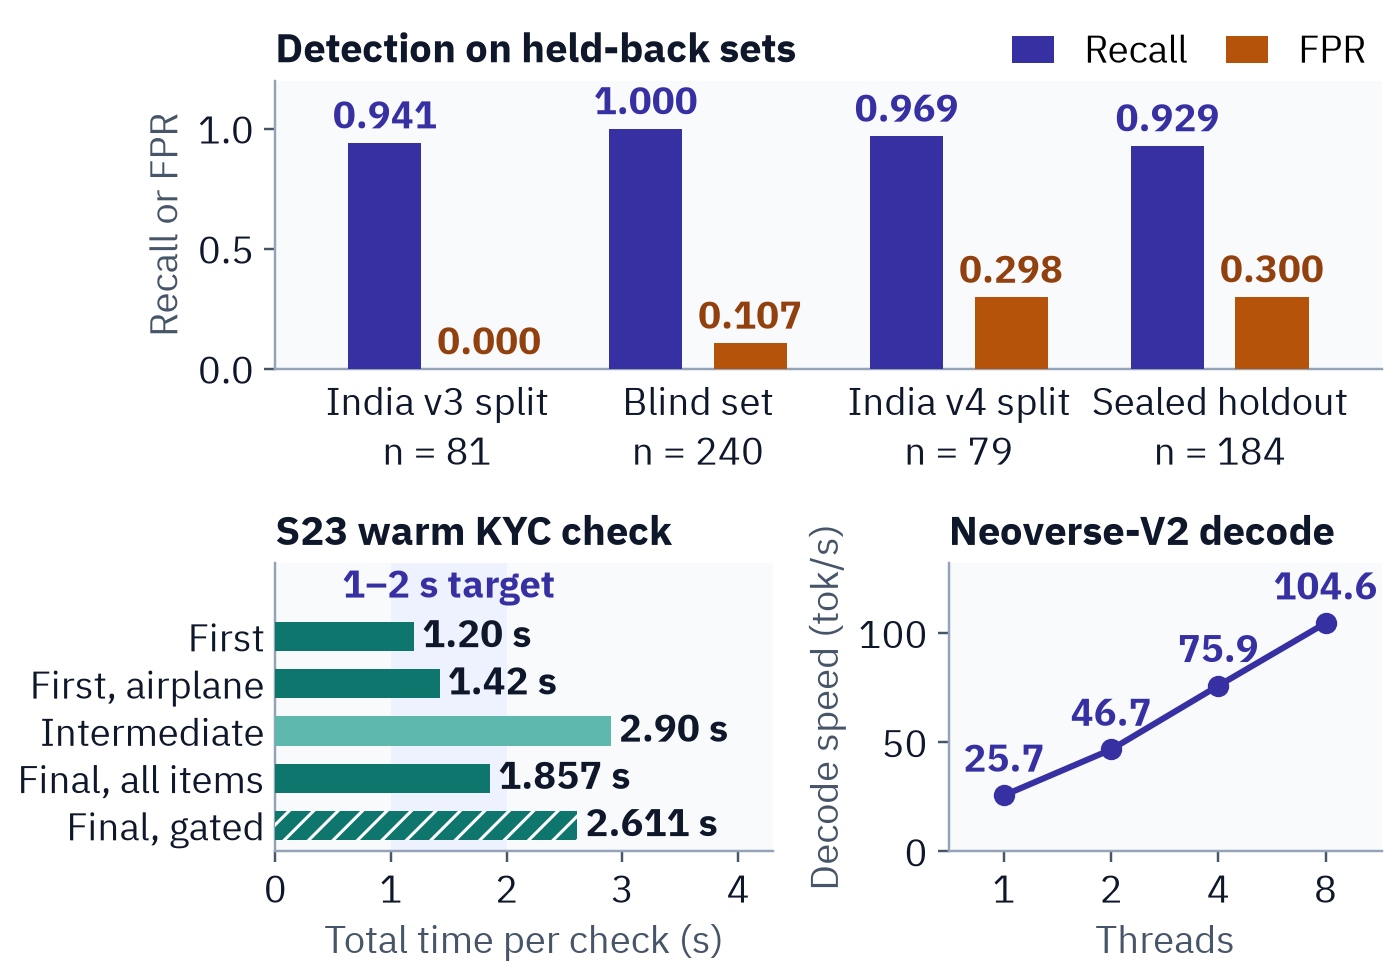 Detection on held-back sets
Recall
FPR
Recall or FPR
1.0
0.5
0.0
0.941
0.000
1.000
0.107
0.969
0.298
0.929
0.300
India v3 split
n = 81
Blind set
n = 240
India v4 split
n = 79
Sealed holdout
n = 184
S23 warm KYC check
1–2 s target
First
1.20 s
First, airplane
1.42 s
Intermediate
2.90 s
Final, all items
1.857 s
Final, gated
2.611 s
0
1
2
3
4
Total time per check (s)
Neoverse-V2 decode
Decode speed (tok/s)
100
50
0
25.7
46.7
75.9
104.6
1
2
4
8
Threads